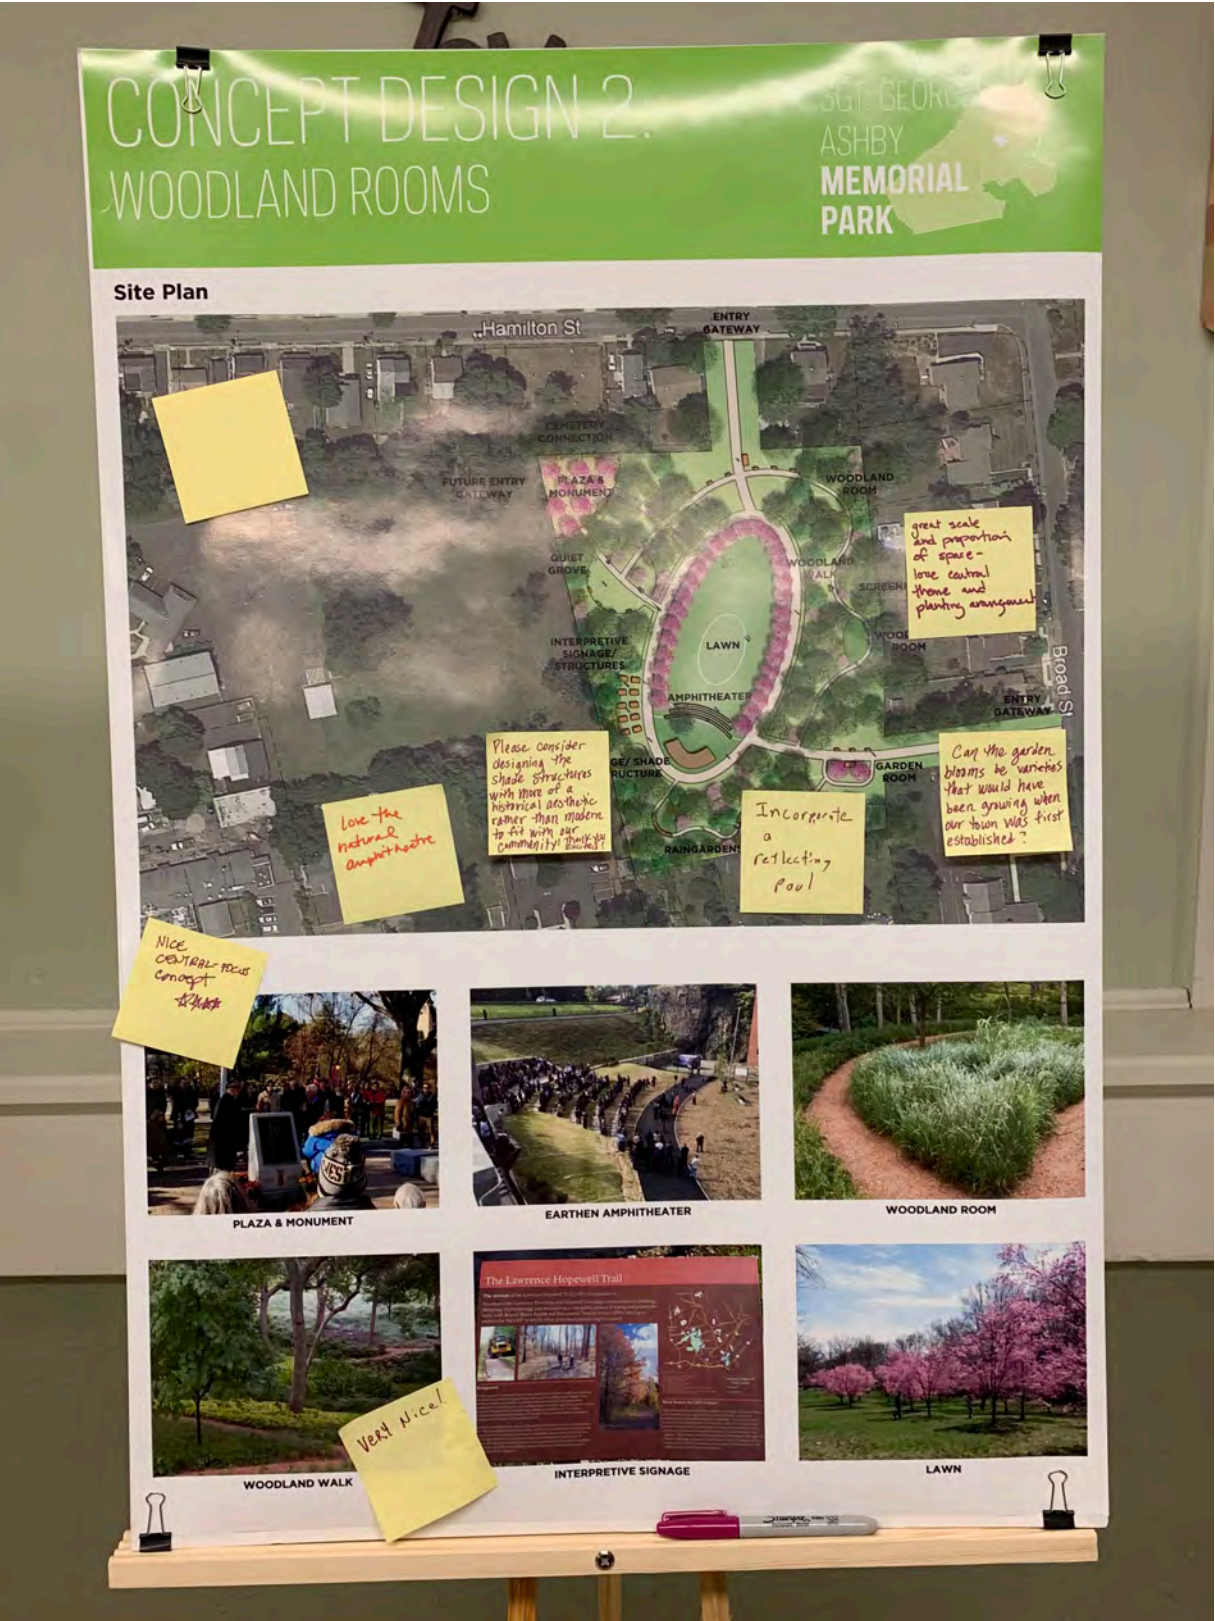 CONCEPT DESIGN 2:
WOODLAND ROOMS
SGT. GEORGE
ASHBY
MEMORIAL
PARK
Site Plan
Hamilton St
ENTRY
GATEWAY
CEMETERY
CONNECTION
FUTURE ENTRY
GATEWAY
PLAZA &
MONUMENT
WOODLAND
ROOM
great scale
and proportion
of space-
love central
theme and
planting arrangement
QUIET
GROVE
WOODLAND
WALK
ROOM
INTERPRETIVE
SIGNAGE/
STRUCTURES
LAWN
AMPHITHEATER
Broad St
ENTRY
GATEWAY
Please consider
designing the
shade structures
with more of a
historical aesthetic
rather than modern
to fit with our
community! Thank you
SHADE
GARDEN
ROOM
Can the garden
blooms be varieties
that would have
been growing when
our town was first
established?
Love the
natural
amphitheatre
Incorporate
a
reflecting
Pool
RAINGARDENS
NICE
CENTRAL-FOCUS
Concept
PLAZA & MONUMENT
EARTHEN AMPHITHEATER
WOODLAND ROOM
The Lawrence Hopewell Trail
Very Nice!
WOODLAND WALK
INTERPRETIVE SIGNAGE
LAWN
Sharpie